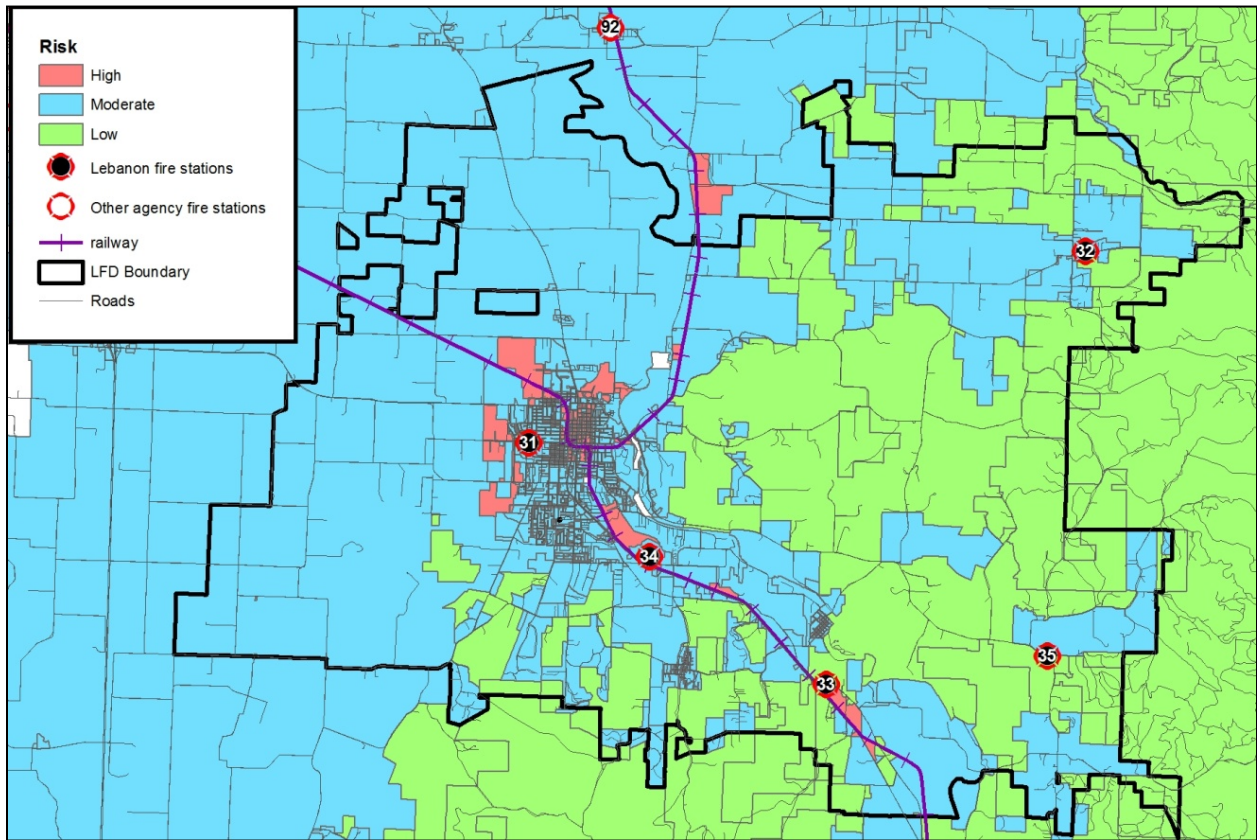 Risk
High
Moderate
Low
Lebanon fire stations
Other agency fire stations
railway
LFD Boundary
Roads
92
32
31
34
35
33